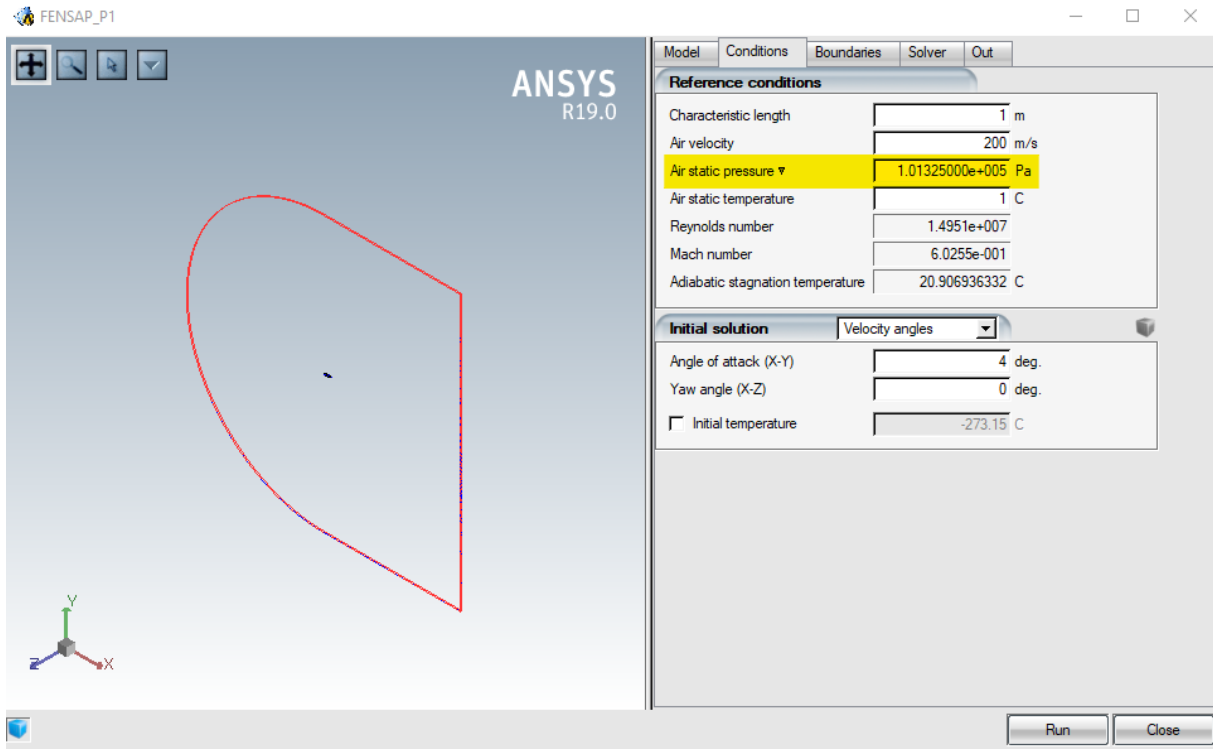 FENSAP_P1
ANSYS
R19.0
Model Conditions Boundaries Solver Out
Reference conditions
Characteristic length 1 m
Air velocity 200 m/s
Air static pressure 1.01325000e+005 Pa
Air static temperature 1 C
Reynolds number 1.4951e+007
Mach number 6.0255e-001
Adiabatic stagnation temperature 20.906936332 C
Initial solution Velocity angles
Angle of attack (X-Y) 4 deg.
Yaw angle (X-Z) 0 deg.
Initial temperature -273.15 C
Y
Z X
Run Close